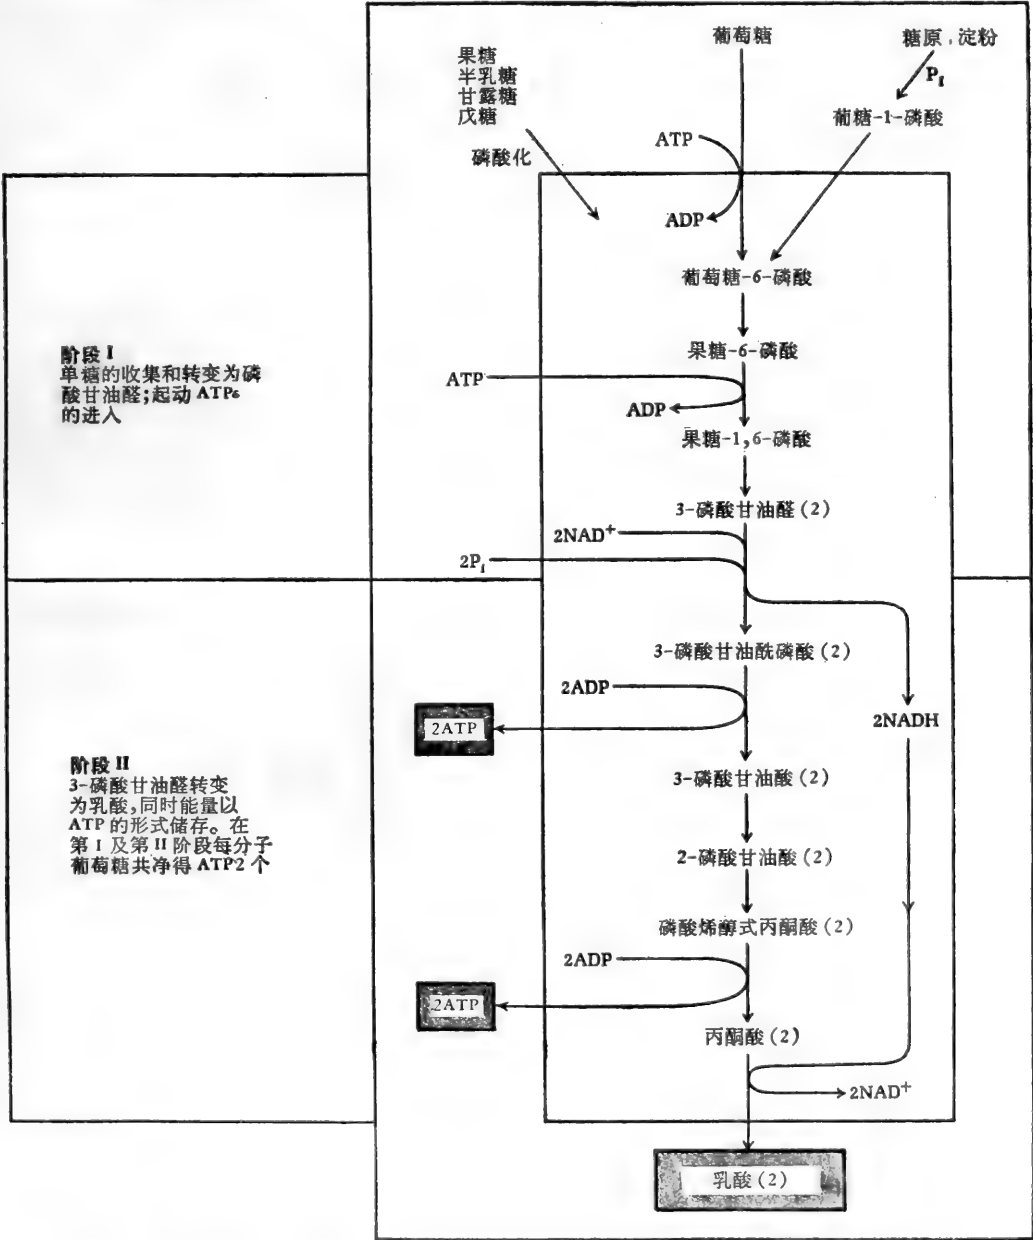 葡萄糖
糖原，淀粉
果糖
半乳糖
甘露糖
戊糖
Pi
葡糖-1-磷酸
ATP
磷酸化
ADP
葡萄糖-6-磷酸
阶段 I
单糖的收集和转变为磷
酸甘油醛;起动 ATPs
的进入
果糖-6-磷酸
ATP
ADP
果糖-1,6-磷酸
3-磷酸甘油醛(2)
2NAD⁺
2Pi
3-磷酸甘油酰磷酸(2)
2ADP
2ATP
2NADH
阶段 II
3-磷酸甘油醛转变
为乳酸,同时能量以
ATP 的形式储存。在
第 I 及第 II 阶段每分子
葡萄糖共净得 ATP2 个
3-磷酸甘油酸(2)
2-磷酸甘油酸(2)
磷酸烯醇式丙酮酸(2)
2ADP
2ATP
丙酮酸(2)
2NAD⁺
乳酸(2)